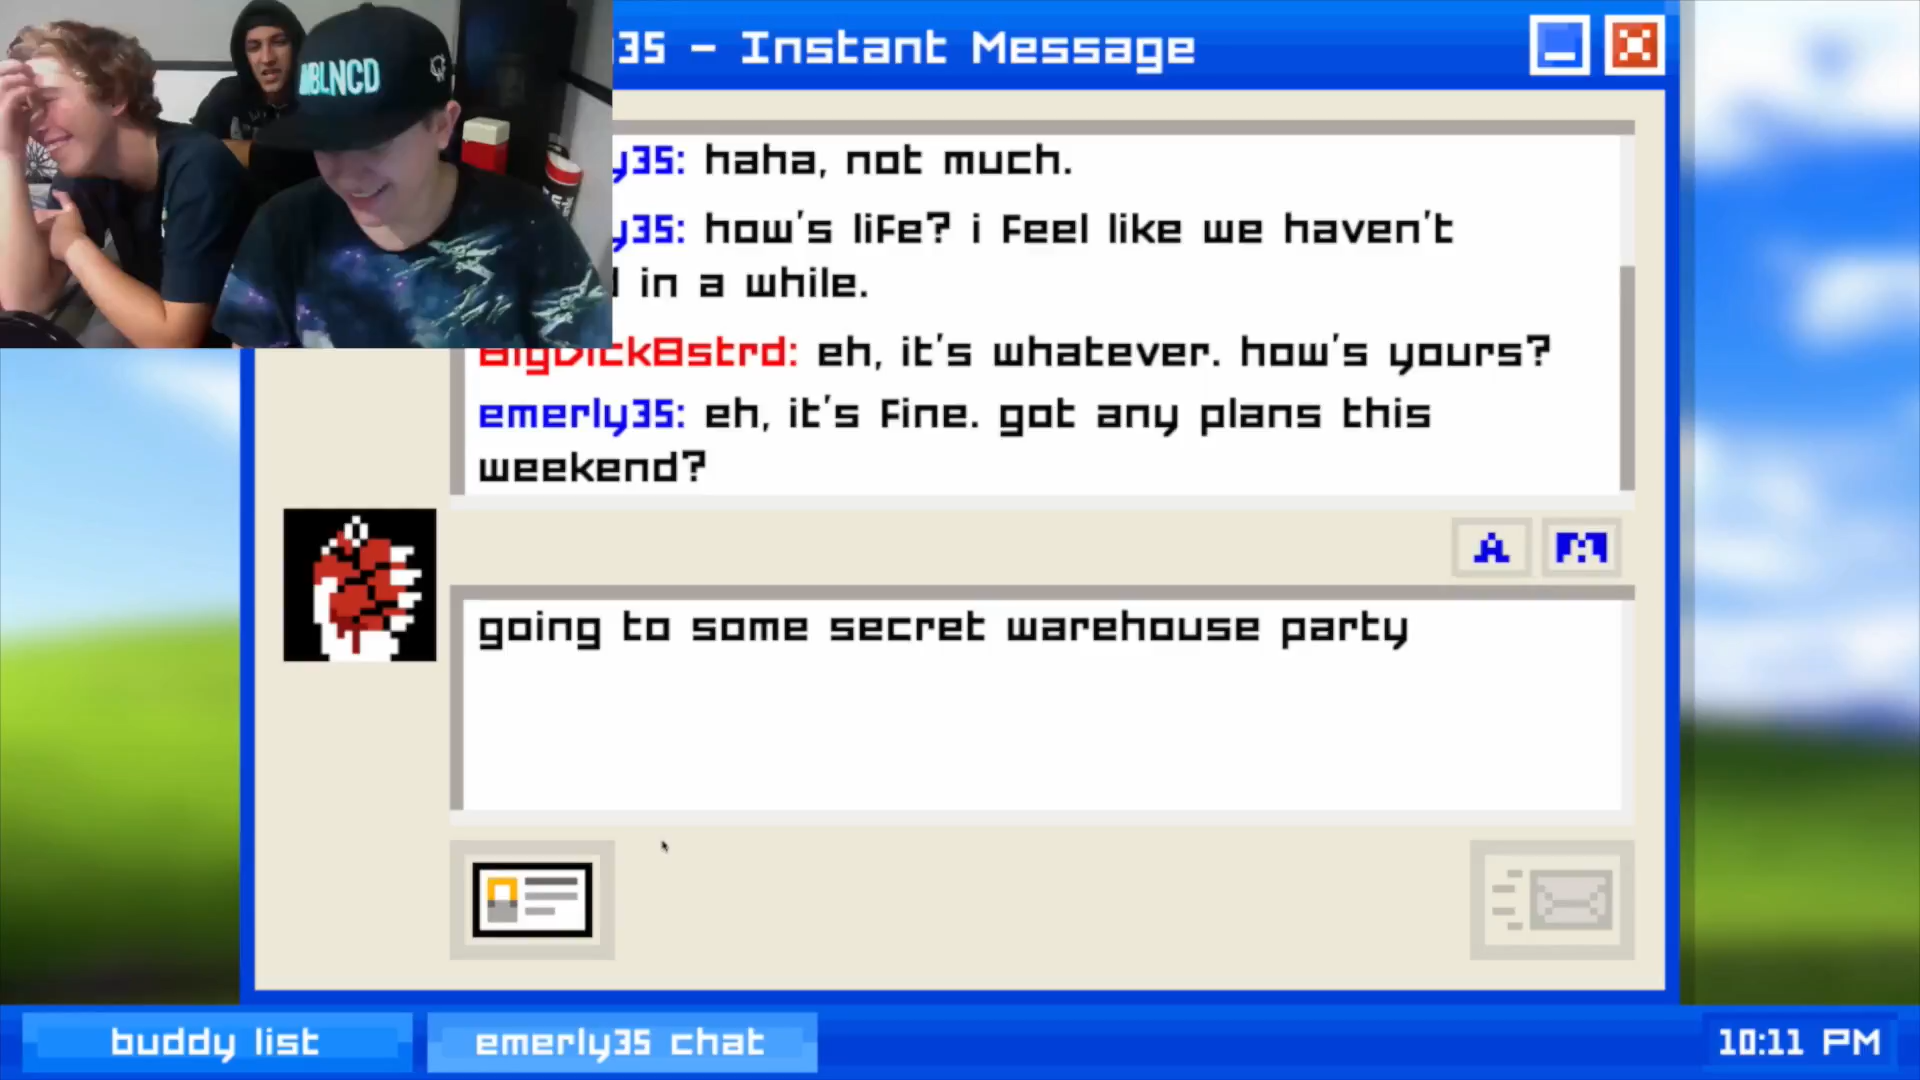 35 - Instant Message
BLNCD
y35: haha, not much.
y35: how's life? i feel like we haven't
in a while.
BigDick8strd: eh, it's whatever. how's yours?
emerly35: eh, it's fine. got any plans this
weekend?
A
going to some secret warehouse party
buddy list
emerly35 chat
10:11 PM